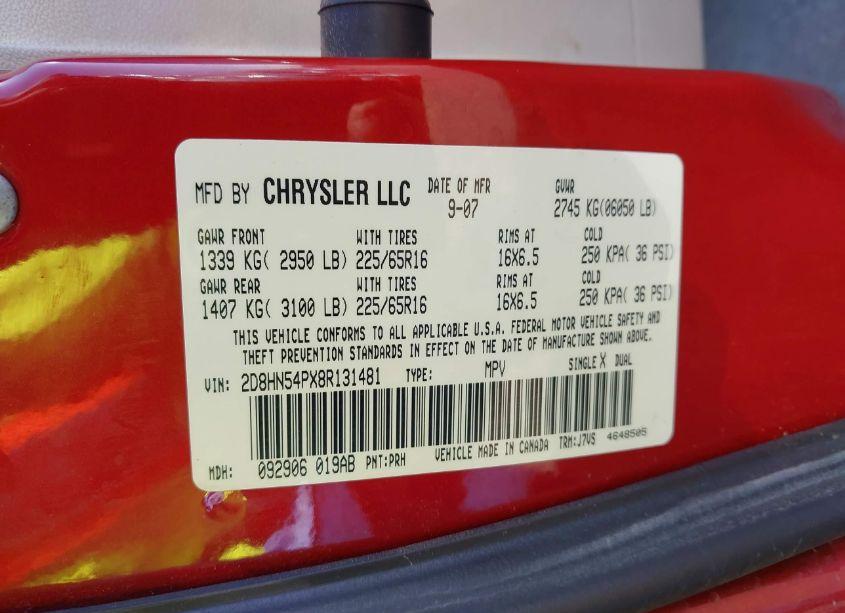 MFD BY CHRYSLER LLC DATE OF MFR 9-07 GVWR 2745 KG(06050 LB)
GAWR FRONT WITH TIRES RIMS AT COLD
1339 KG( 2950 LB) 225/65R16 16X6.5 250 KPA( 36 PSI)
GAWR REAR WITH TIRES RIMS AT COLD
1407 KG( 3100 LB) 225/65R16 16X6.5 250 KPA( 36 PSI)
THIS VEHICLE CONFORMS TO ALL APPLICABLE U.S.A. FEDERAL MOTOR VEHICLE SAFETY AND
THEFT PREVENTION STANDARDS IN EFFECT ON THE DATE OF MANUFACTURE SHOWN ABOVE.
VIN: 2D8HN54PX8R131481 TYPE: MPV SINGLE X DUAL
MDH: 092906 019AB PNT:PRH VEHICLE MADE IN CANADA TRM:J7VS 4648505